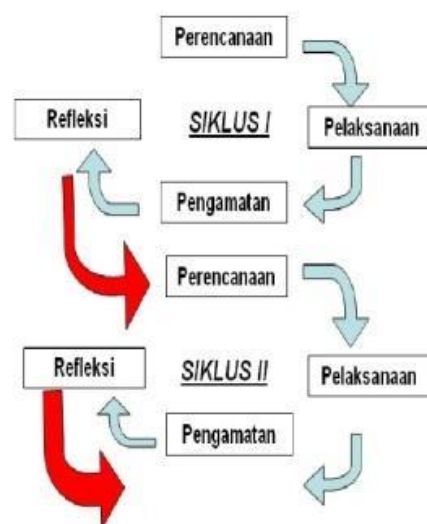 Perencanaan
Refleksi
SIKLUS I
Pelaksanaan
Pengamatan
Perencanaan
Refleksi
SIKLUS II
Pelaksanaan
Pengamatan